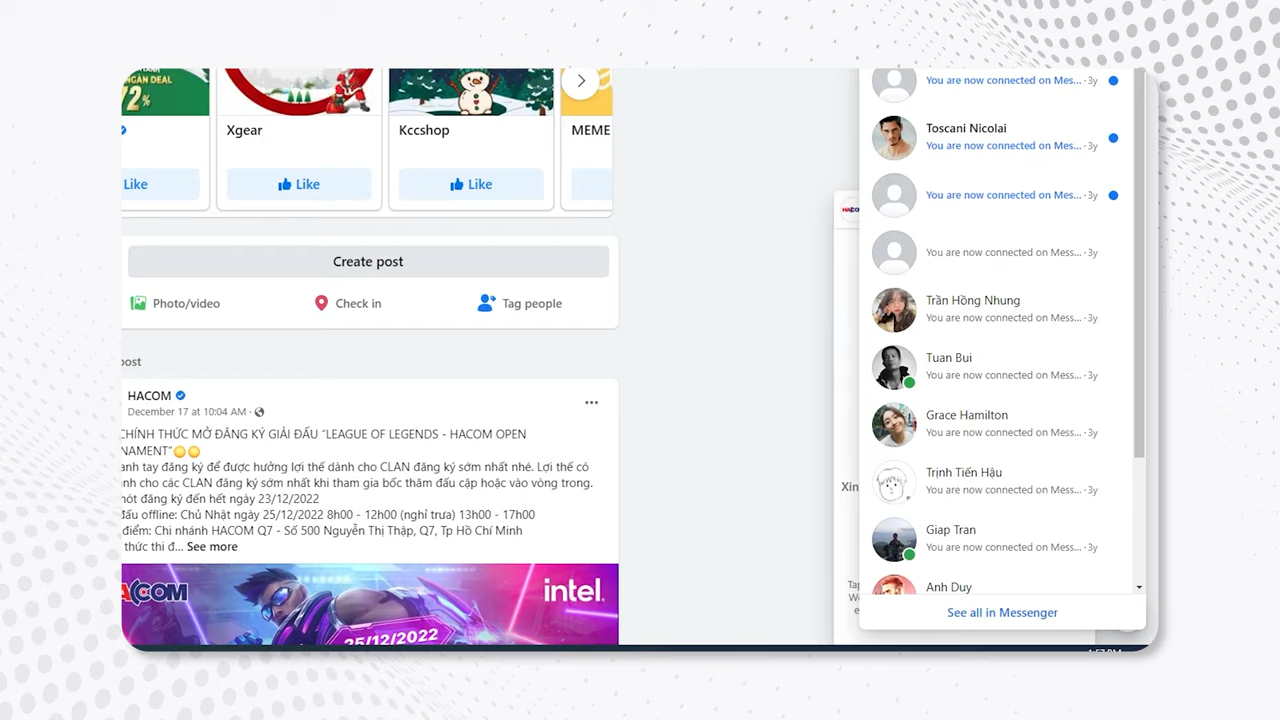 NGÀN DEAL
2%
Xgear
Kccshop
MEME
Like
Like
Like
Create post
Photo/video
Check in
Tag people
post
HACOM
December 17 at 10:04 AM ·
CHÍNH THỨC MỞ ĐĂNG KÝ GIẢI ĐẤU “LEAGUE OF LEGENDS - HACOM OPEN
NAMENT”
anh tay đăng ký để được hưởng lợi thế dành cho CLAN đăng ký sớm nhất nhé. Lợi thế có
nh cho các CLAN đăng ký sớm nhất khi tham gia bốc thăm đấu cặp hoặc vào vòng trong.
hót đăng ký đến hết ngày 23/12/2022
đấu offline: Chủ Nhật ngày 25/12/2022 8h00 - 12h00 (nghỉ trưa) 13h00 - 17h00
điểm: Chi nhánh HACOM Q7 - Số 500 Nguyễn Thị Thập, Q7, Tp Hồ Chí Minh
thức thi đ... See more
HACOM
intel.
25/12/2022
Xin
Ta
W
e
You are now connected on Mes... · 3y
Toscani Nicolai
You are now connected on Mes... · 3y
You are now connected on Mes... · 3y
You are now connected on Mess... · 3y
Trần Hồng Nhung
You are now connected on Mess... · 3y
Tuan Bui
You are now connected on Mess... · 3y
Grace Hamilton
You are now connected on Mess... · 3y
Trịnh Tiến Hậu
You are now connected on Mess... · 3y
Giap Tran
You are now connected on Mess... · 3y
Anh Duy
See all in Messenger